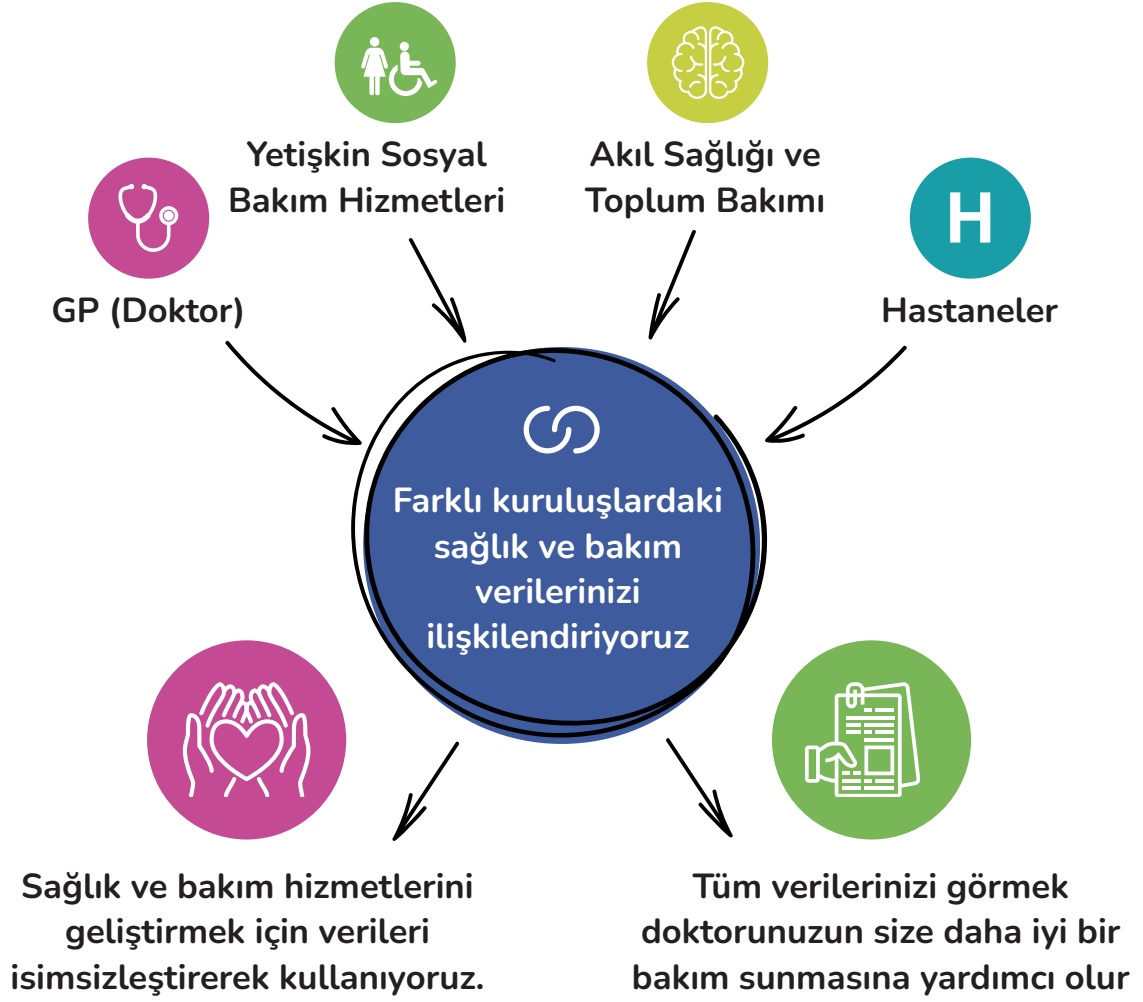 Yetişkin Sosyal
Bakım Hizmetleri
Akıl Sağlığı ve
Toplum Bakımı
H
GP (Doktor)
Hastaneler
Farklı kuruluşlardaki
sağlık ve bakım
verilerinizi
ilişkilendiriyoruz
Sağlık ve bakım hizmetlerini
geliştirmek için verileri
isimsizleştirerek kullanıyoruz.
Tüm verilerinizi görmek
doktorunuzun size daha iyi bir
bakım sunmasına yardımcı olur